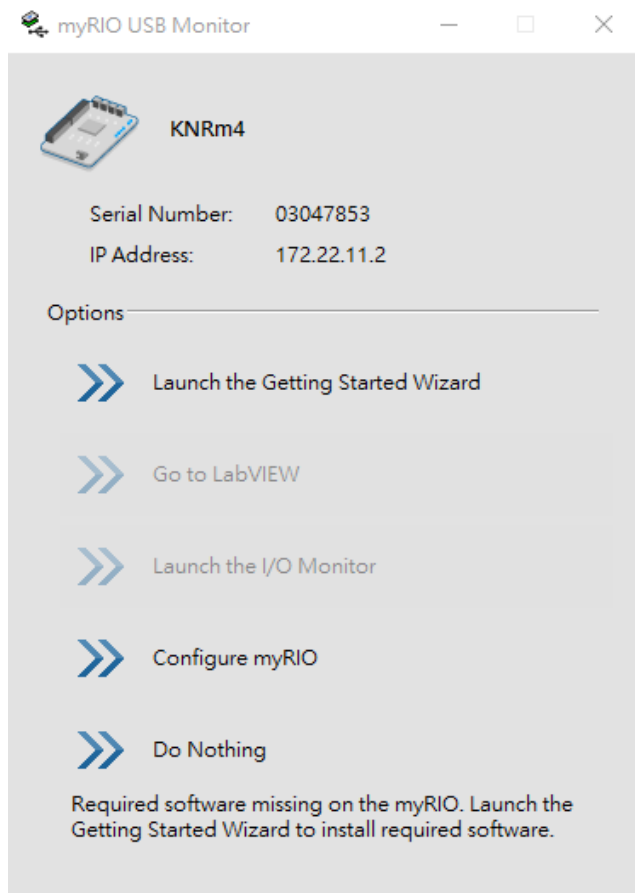 myRIO USB Monitor
KNRm4
Serial Number: 03047853
IP Address: 172.22.11.2
Options
Launch the Getting Started Wizard
Go to LabVIEW
Launch the I/O Monitor
Configure myRIO
Do Nothing
Required software missing on the myRIO. Launch the
Getting Started Wizard to install required software.